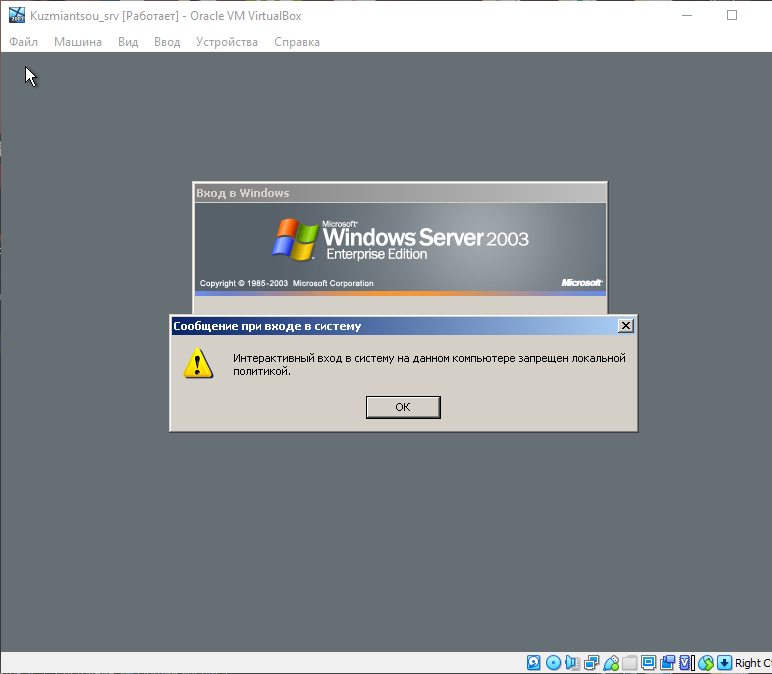 Kuzmiantsou_srv [Работает] - Oracle VM VirtualBox
Файл Машина Вид Ввод Устройства Справка
Вход в Windows
Microsoft
Windows Server 2003
Enterprise Edition
Copyright © 1985-2003 Microsoft Corporation Microsoft
Сообщение при входе в систему
Интерактивный вход в систему на данном компьютере запрещен локальной
политикой.
OK
Right C